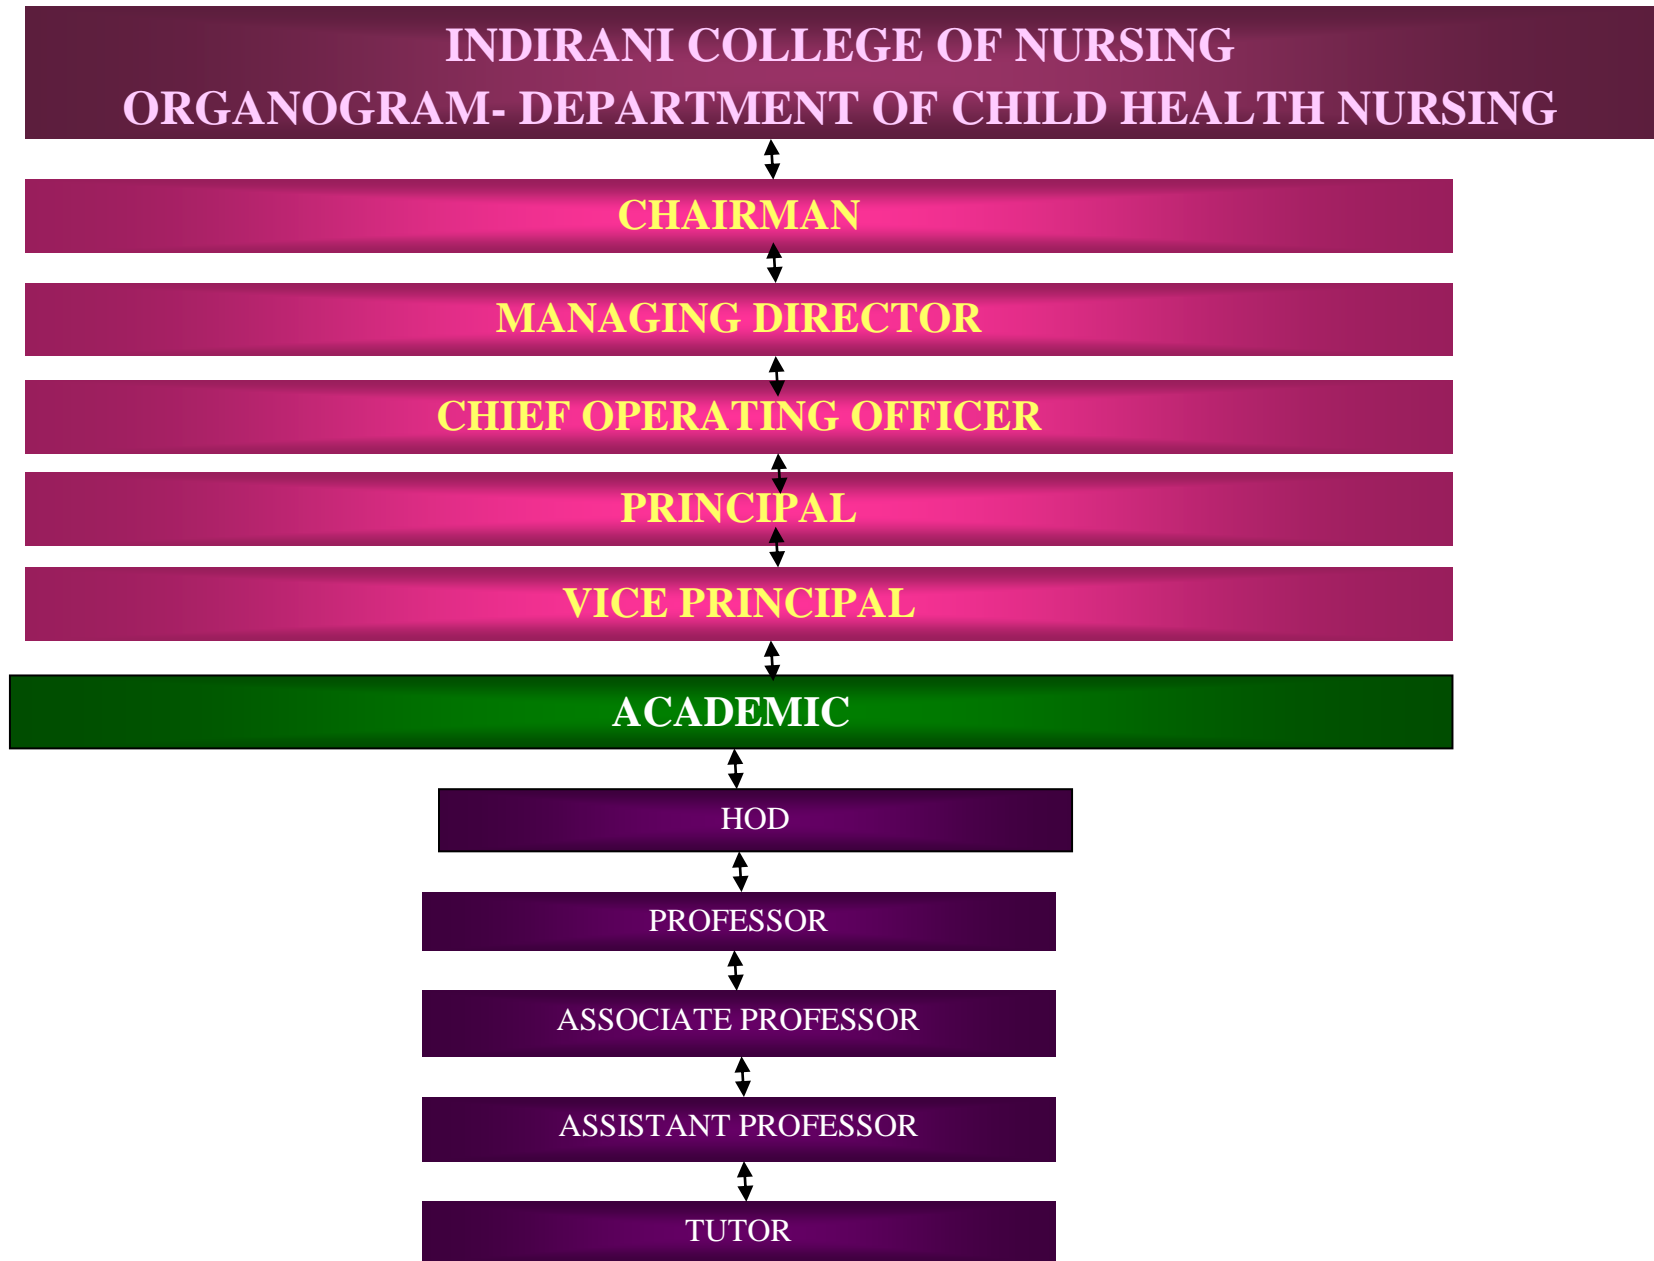 INDIRANI COLLEGE OF NURSING
ORGANOGRAM- DEPARTMENT OF CHILD HEALTH NURSING
CHAIRMAN
MANAGING DIRECTOR
CHIEF OPERATING OFFICER
PRINCIPAL
VICE PRINCIPAL
ACADEMIC
HOD
PROFESSOR
ASSOCIATE PROFESSOR
ASSISTANT PROFESSOR
TUTOR